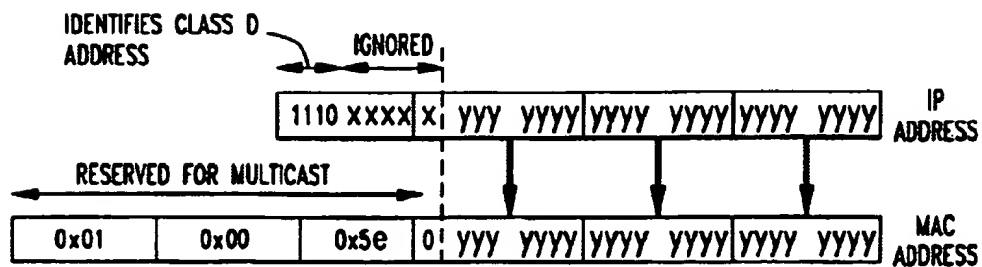 IDENTIFIES CLASS D
ADDRESS
IGNORED
1110 xxxx x yyy yyyy yyyy yyyy yyyy yyyy
IP
ADDRESS
RESERVED FOR MULTICAST
0x01 0x00 0x5e 0 yyy yyyy yyyy yyyy yyyy yyyy
MAC
ADDRESS